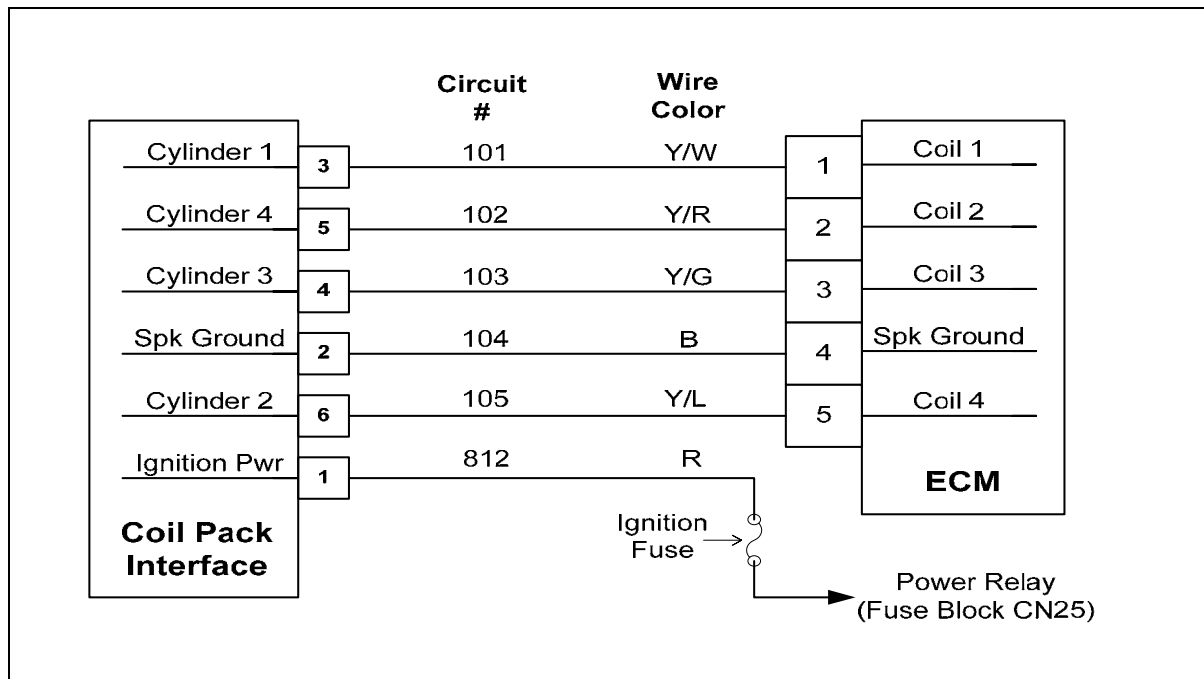 Circuit #
Wire Color
Cylinder 1 3 101 Y/W 1 Coil 1
Cylinder 4 5 102 Y/R 2 Coil 2
Cylinder 3 4 103 Y/G 3 Coil 3
Spk Ground 2 104 B 4 Spk Ground
Cylinder 2 6 105 Y/L 5 Coil 4
Ignition Pwr 1 812 R
ECM
Coil Pack
Interface
Ignition
Fuse
Power Relay
(Fuse Block CN25)